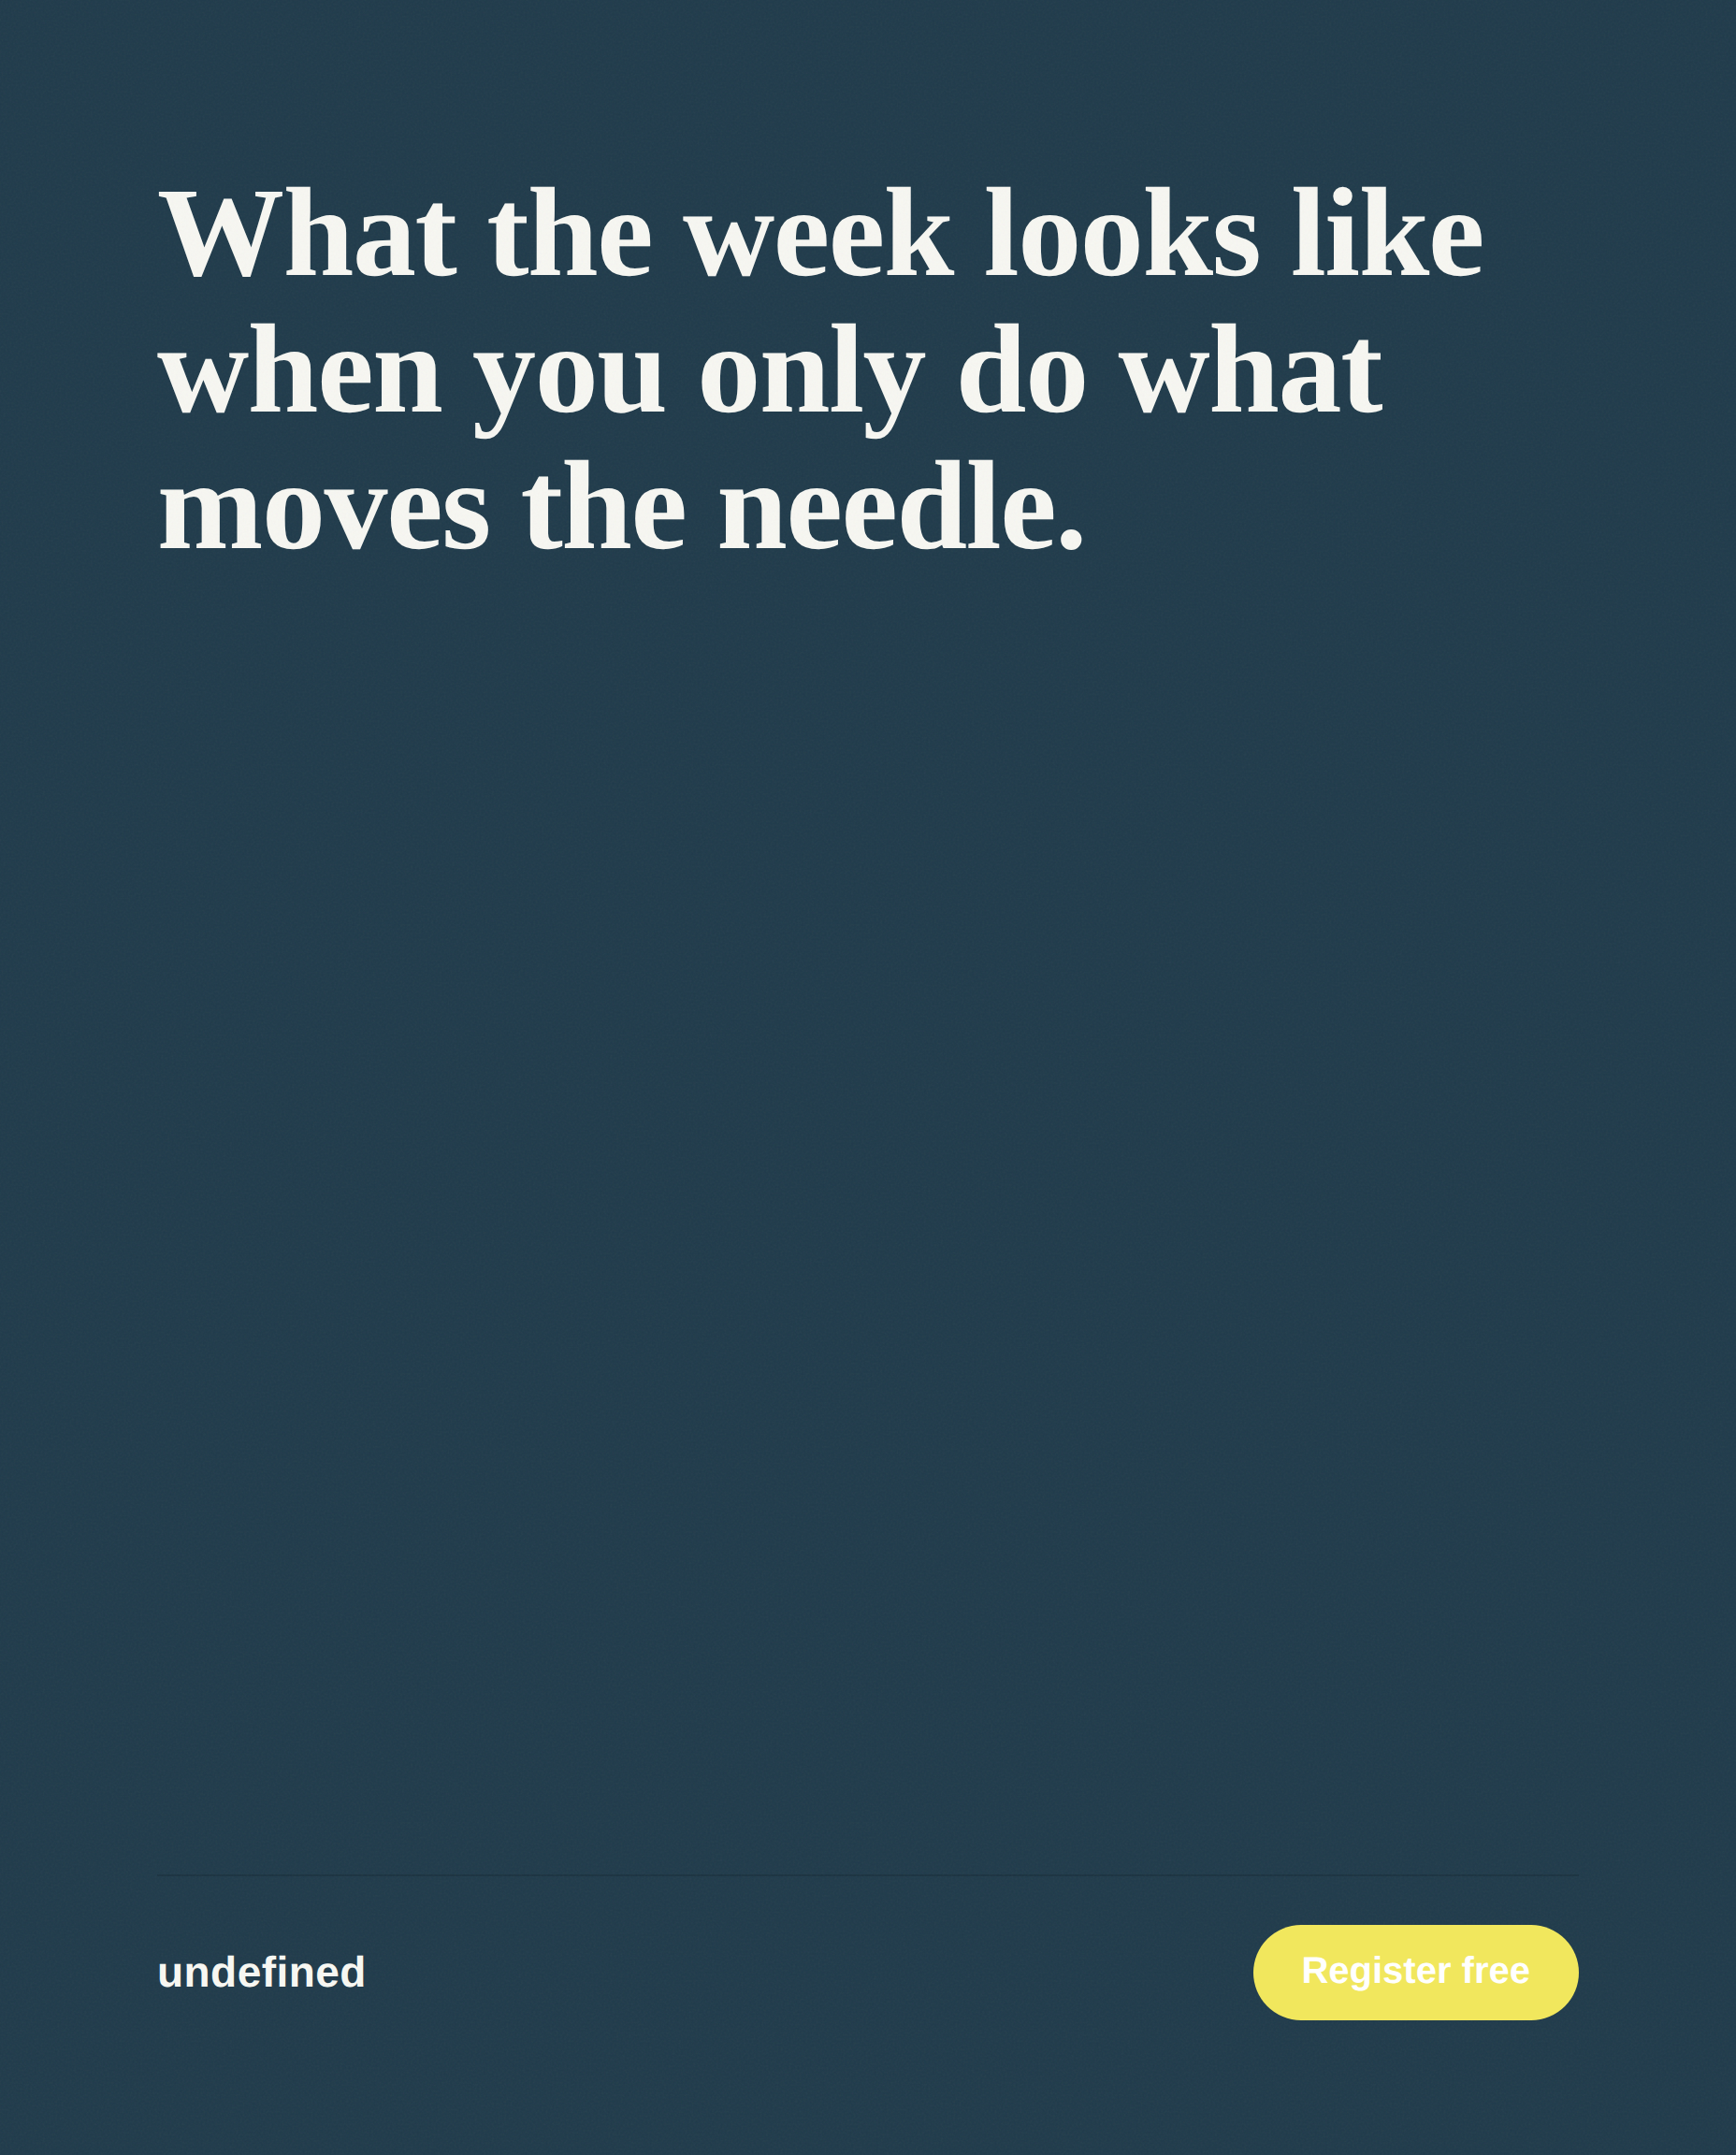 What the week looks like
when you only do what
moves the needle.
undefined
Register free